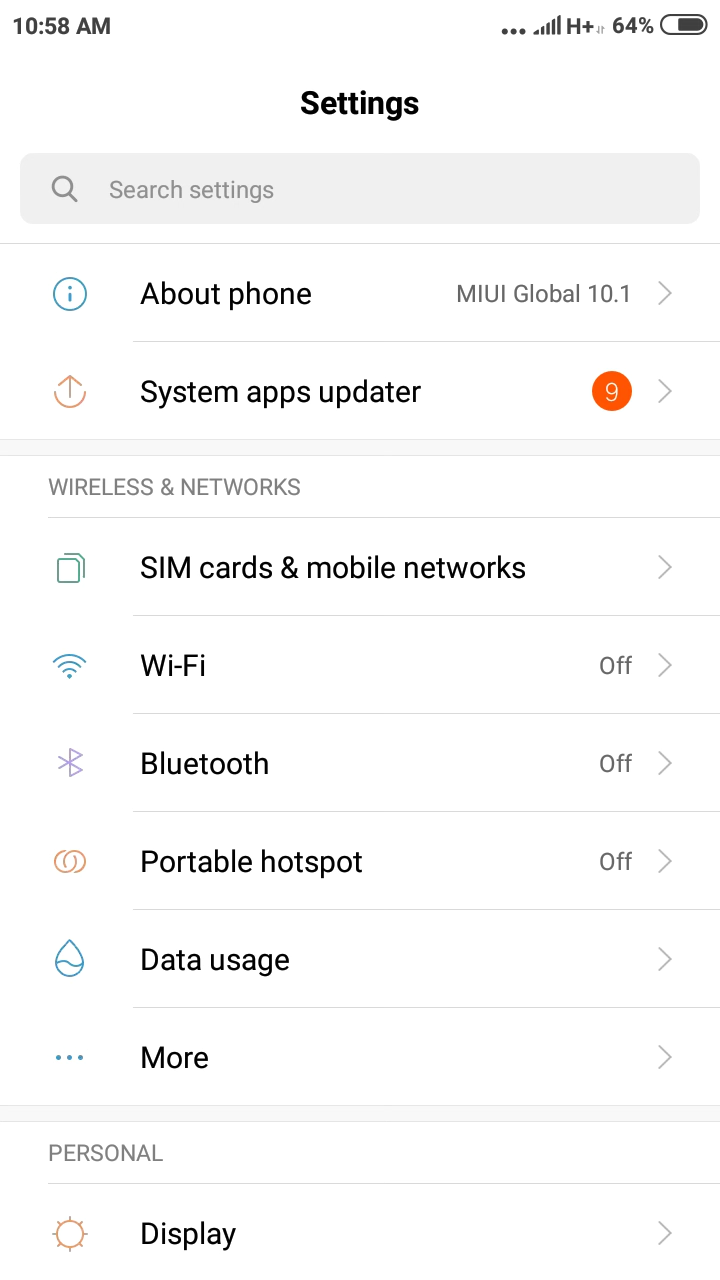 10:58 AM ... H+ 64%
Settings
Search settings
About phone MIUI Global 10.1
System apps updater 9
WIRELESS & NETWORKS
SIM cards & mobile networks
Wi-Fi Off
Bluetooth Off
Portable hotspot Off
Data usage
More
PERSONAL
Display